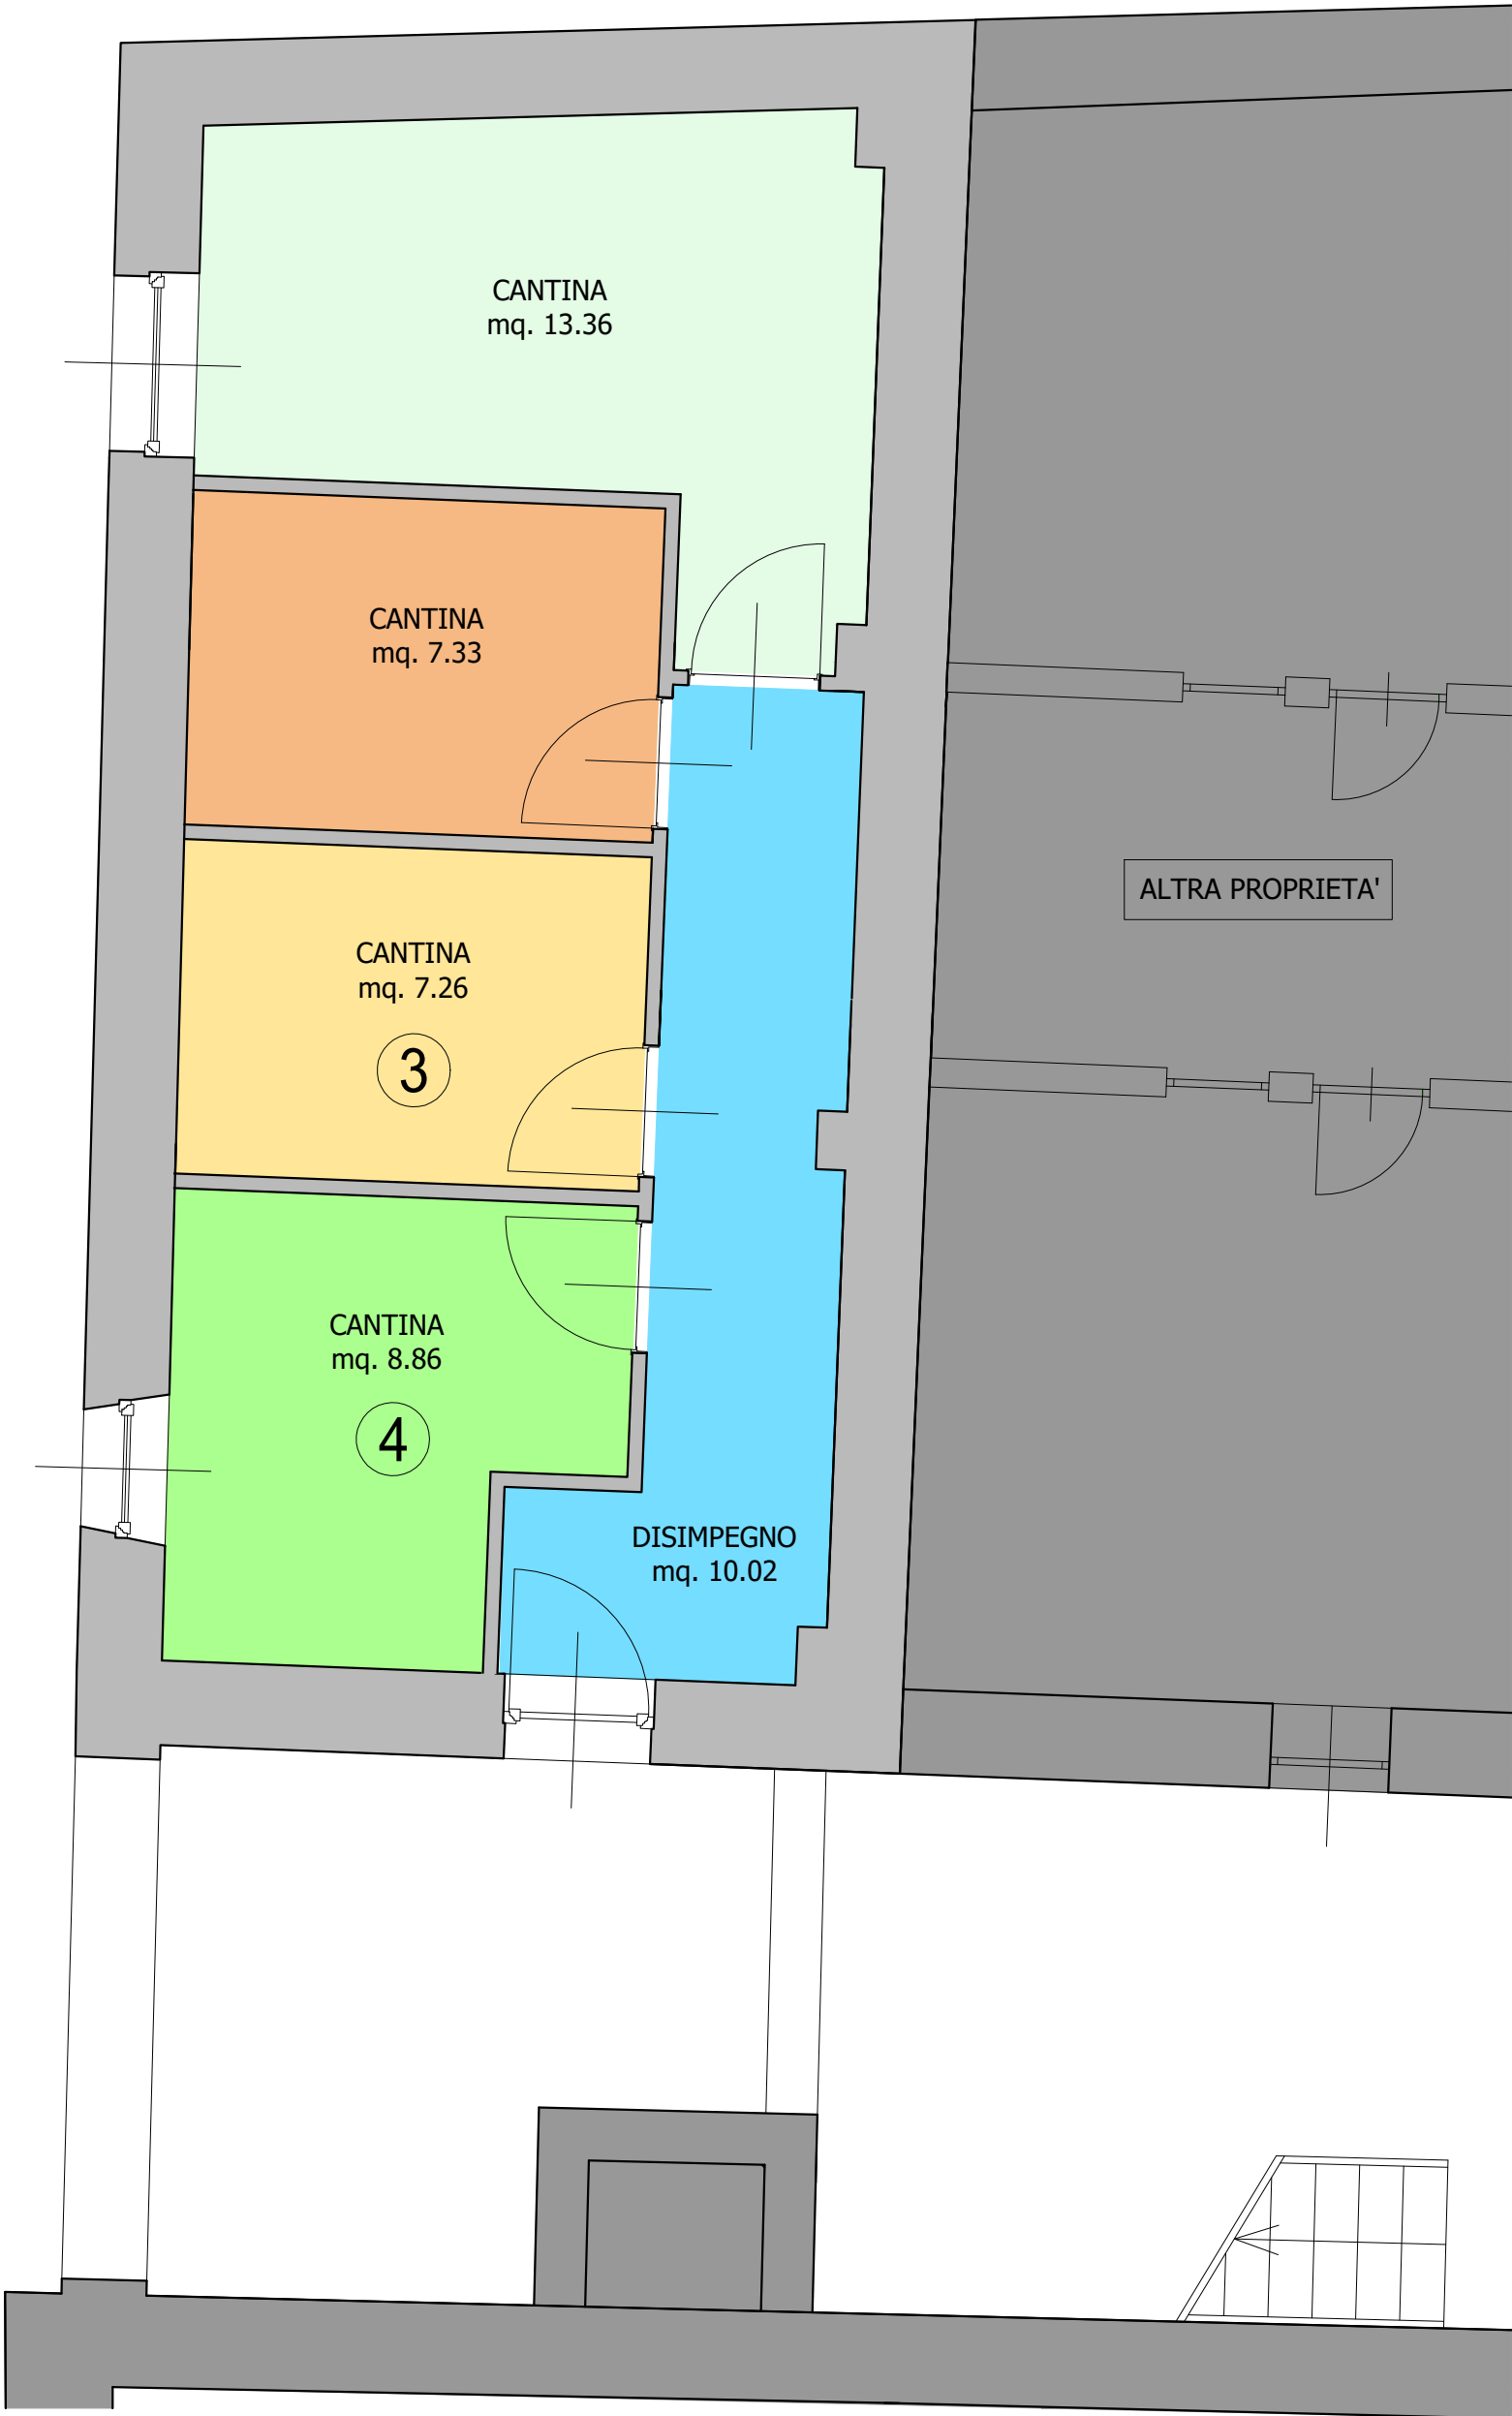 CANTINA
mq. 13.36
CANTINA
mq. 7.33
ALTRA PROPRIETA'
CANTINA
mq. 7.26
3
CANTINA
mq. 8.86
4
DISIMPEGNO
mq. 10.02